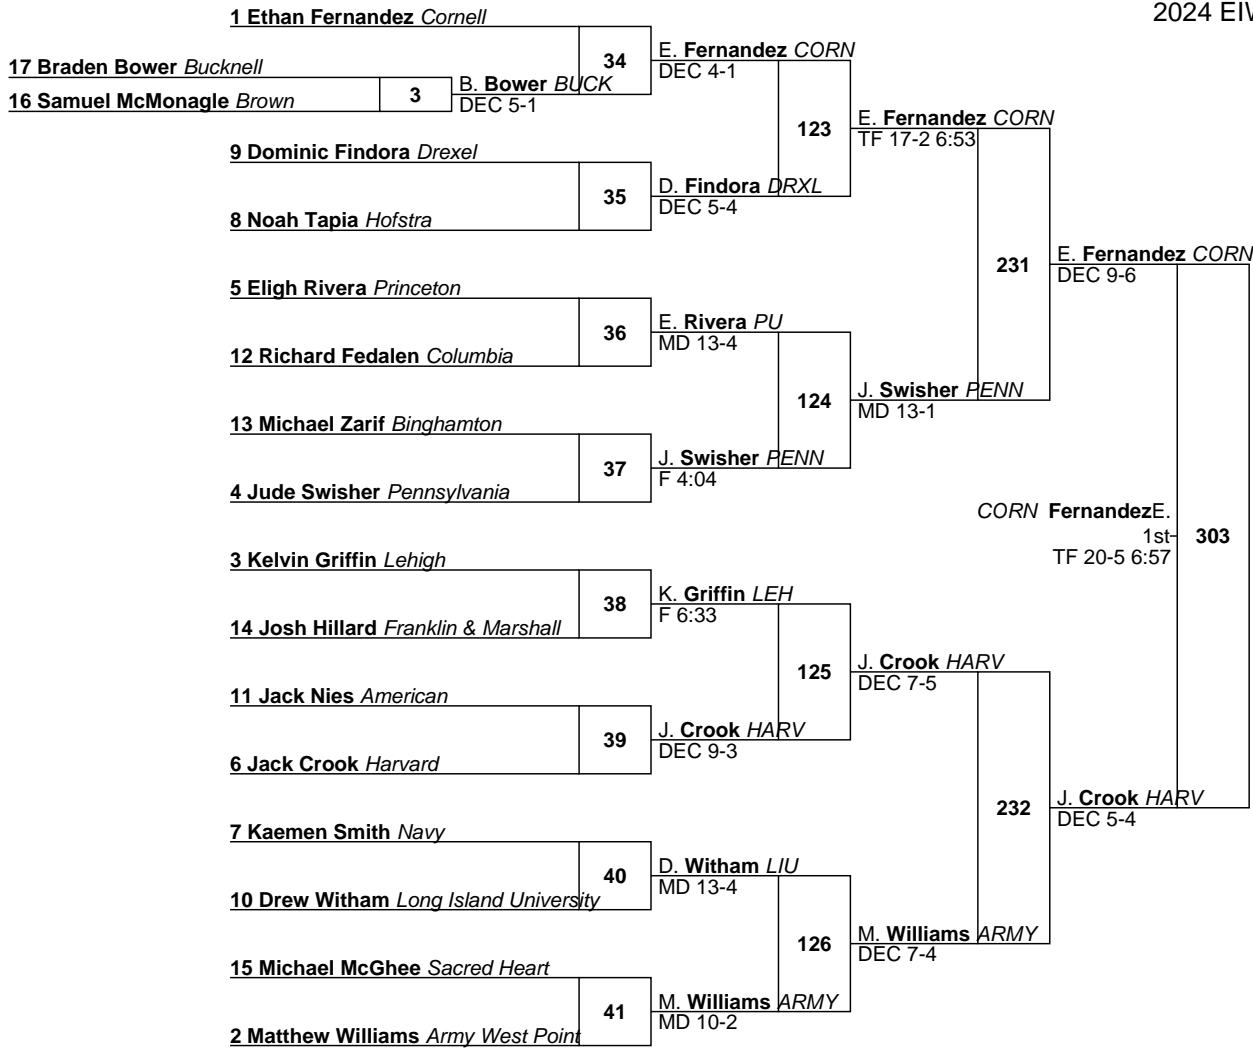 2024 EIW
1 Ethan Fernandez Cornell
34
E. Fernandez CORN
DEC 4-1
17 Braden Bower Bucknell
16 Samuel McMonagle Brown
3
B. Bower BUCK
DEC 5-1
123
E. Fernandez CORN
TF 17-2 6:53
9 Dominic Findora Drexel
35
D. Findora DRXL
DEC 5-4
8 Noah Tapia Hofstra
231
E. Fernandez CORN
DEC 9-6
5 Eligh Rivera Princeton
36
E. Rivera PU
MD 13-4
12 Richard Fedalen Columbia
124
J. Swisher PENN
MD 13-1
13 Michael Zarif Binghamton
37
J. Swisher PENN
F 4:04
4 Jude Swisher Pennsylvania
CORN FernandezE.
1st
TF 20-5 6:57
303
3 Kelvin Griffin Lehigh
38
K. Griffin LEH
F 6:33
14 Josh Hillard Franklin & Marshall
125
J. Crook HARV
DEC 7-5
11 Jack Nies American
39
J. Crook HARV
DEC 9-3
6 Jack Crook Harvard
232
J. Crook HARV
DEC 5-4
7 Kaemen Smith Navy
40
D. Witham LIU
MD 13-4
10 Drew Witham Long Island University
126
M. Williams ARMY
DEC 7-4
15 Michael McGhee Sacred Heart
41
M. Williams ARMY
MD 10-2
2 Matthew Williams Army West Point